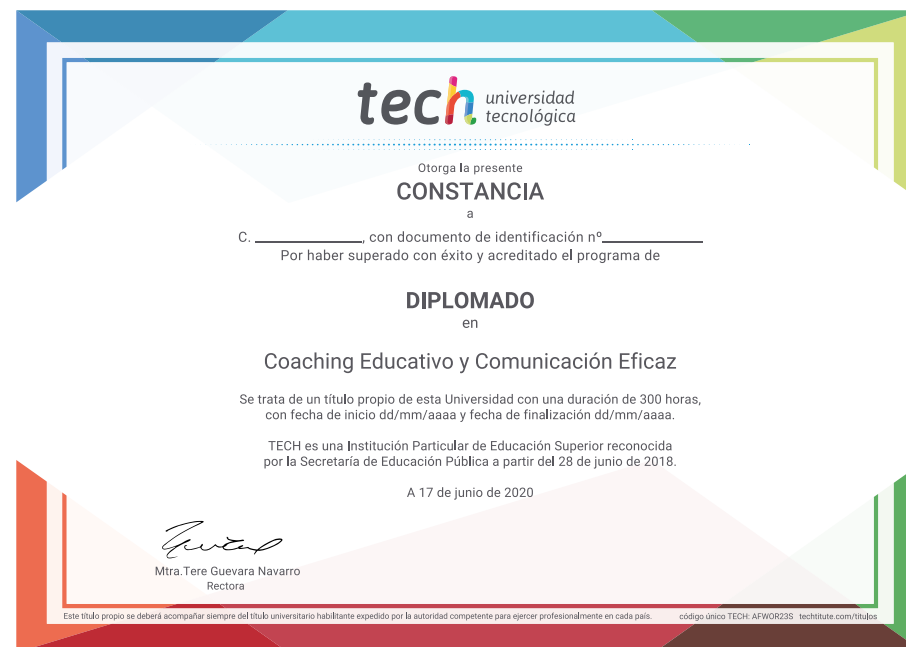 tech universidad
tecnológica
Otorga la presente
CONSTANCIA
a
C. ____________, con documento de identificación nº____________
Por haber superado con éxito y acreditado el programa de
DIPLOMADO
en
Coaching Educativo y Comunicación Eficaz
Se trata de un título propio de esta Universidad con una duración de 300 horas,
con fecha de inicio dd/mm/aaaa y fecha de finalización dd/mm/aaaa.
TECH es una Institución Particular de Educación Superior reconocida
por la Secretaría de Educación Pública a partir del 28 de junio de 2018.
A 17 de junio de 2020
Mtra.Tere Guevara Navarro
Rectora
Este título propio se deberá acompañar siempre del título universitario habilitante expedido por la autoridad competente para ejercer profesionalmente en cada país. código único TECH: AFWOR23S techtitute.com/titulos